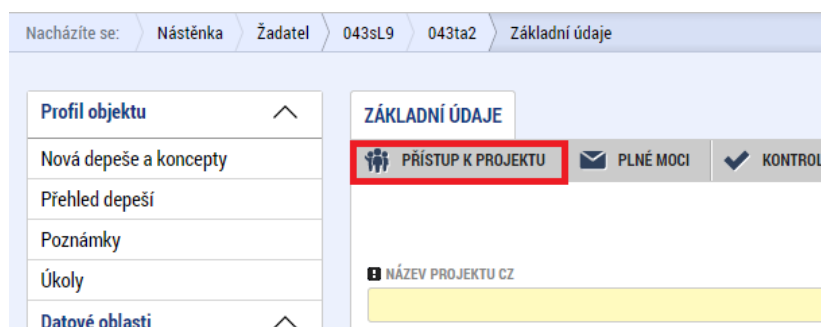 Nacházíte se: Nástěnka Žadatel 043sL9 043ta2 Základní údaje
Profil objektu
Nová depeše a koncepty
Přehled depeší
Poznámky
Úkoly
Datové oblasti
ZÁKLADNÍ ÚDAJE
PŘÍSTUP K PROJEKTU PLNÉ MOCI KONTROL
NÁZEV PROJEKTU CZ